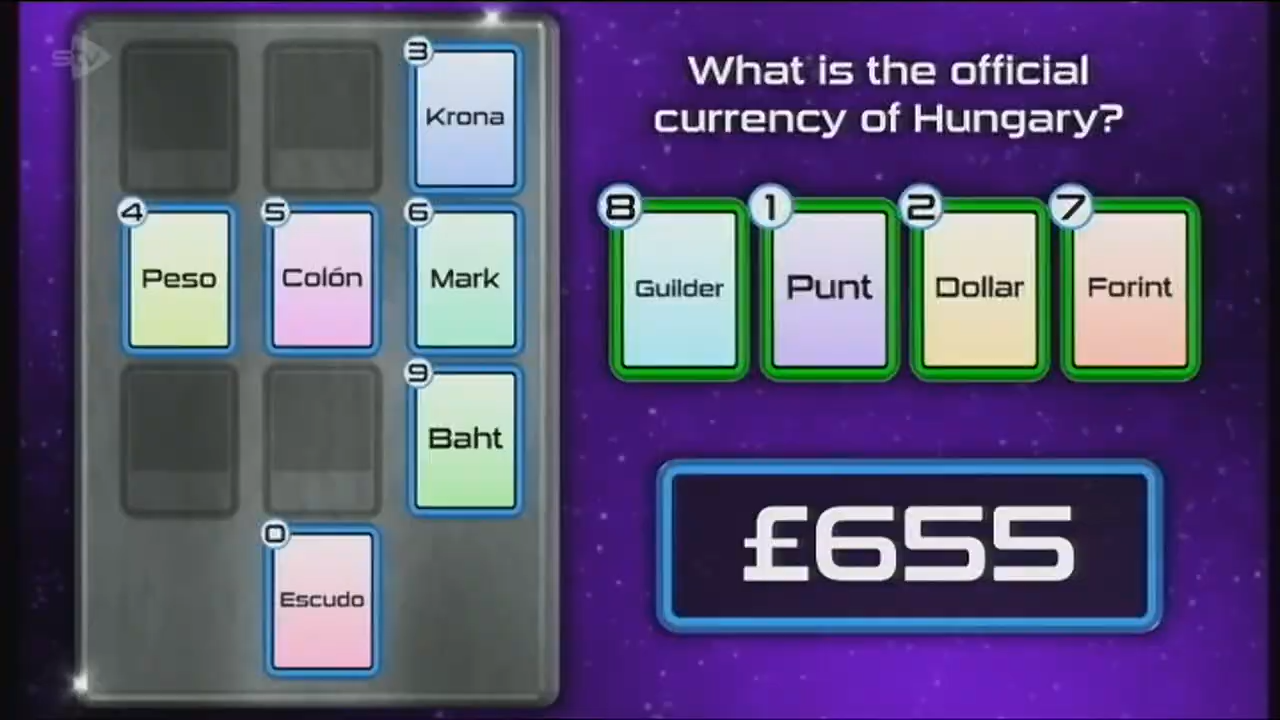 stv
3
Krona
4
Peso
5
Colón
6
Mark
9
Baht
0
Escudo
What is the official
currency of Hungary?
8
Guilder
1
Punt
2
Dollar
7
Forint
£655